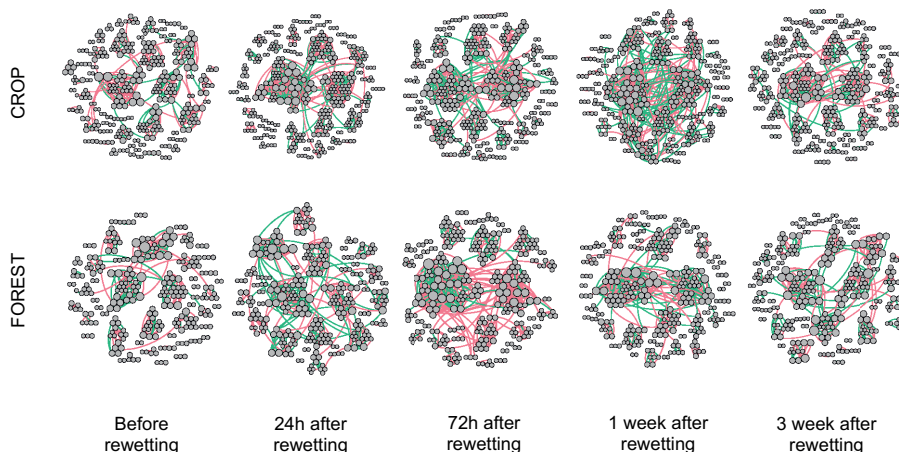 CROP
FOREST
Before
rewetting
24h after
rewetting
72h after
rewetting
1 week after
rewetting
3 week after
rewetting